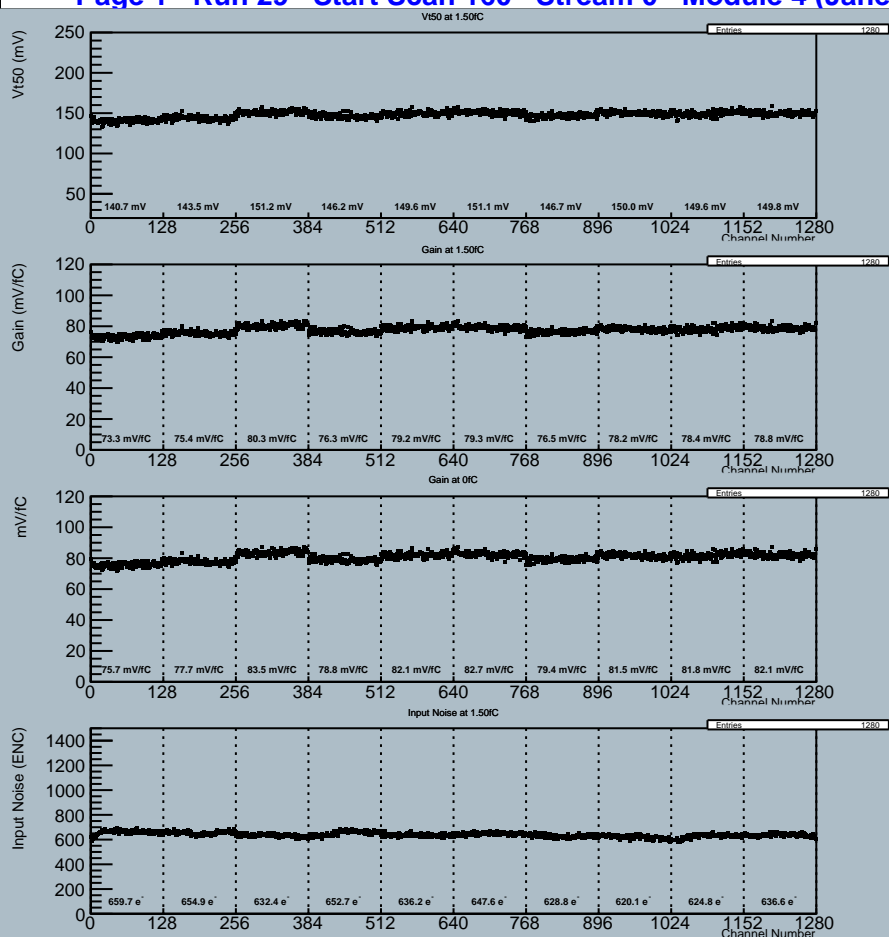 Page 1 - Run 29 - Start Scan 160 - Stream 0 - Module 4 (Jane
Vt50 at 1.50fC
Entries 1280
Vt50 (mV)
250
200
150
100
50
140.7 mV 143.5 mV 151.2 mV 146.2 mV 149.6 mV 151.1 mV 146.7 mV 150.0 mV 149.6 mV 149.8 mV
0 128 256 384 512 640 768 896 1024 1152 1280
Channel Number
Gain at 1.50fC
Entries 1280
Gain (mV/fC)
120
100
80
60
40
20
0
73.3 mV/fC 75.4 mV/fC 80.3 mV/fC 76.3 mV/fC 79.2 mV/fC 79.3 mV/fC 76.5 mV/fC 78.2 mV/fC 78.4 mV/fC 78.8 mV/fC
0 128 256 384 512 640 768 896 1024 1152 1280
Channel Number
Gain at 0fC
Entries 1280
mV/fC
120
100
80
60
40
20
0
75.7 mV/fC 77.7 mV/fC 83.5 mV/fC 78.8 mV/fC 82.1 mV/fC 82.7 mV/fC 79.4 mV/fC 81.5 mV/fC 81.8 mV/fC 82.1 mV/fC
0 128 256 384 512 640 768 896 1024 1152 1280
Channel Number
Input Noise at 1.50fC
Entries 1280
Input Noise (ENC)
1400
1200
1000
800
600
400
200
0
659.7 e⁻ 654.9 e⁻ 632.4 e⁻ 652.7 e⁻ 636.2 e⁻ 647.6 e⁻ 628.8 e⁻ 620.1 e⁻ 624.8 e⁻ 636.6 e⁻
0 128 256 384 512 640 768 896 1024 1152 1280
Channel Number